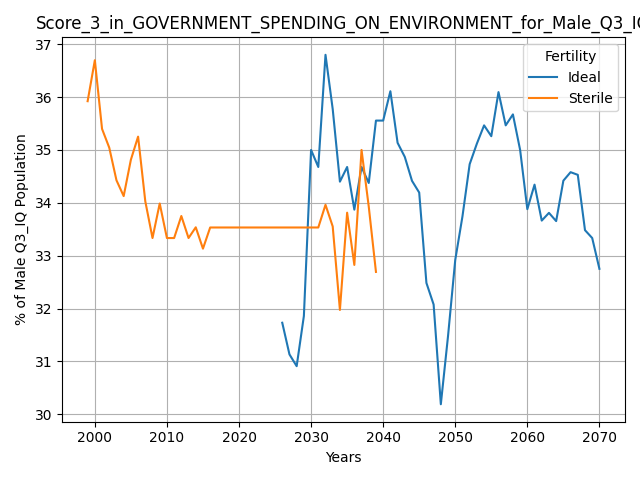 Score_3_in_GOVERNMENT_SPENDING_ON_ENVIRONMENT_for_Male_Q3_IQ
% of Male Q3_IQ Population
37
36
35
34
33
32
31
30
Fertility
Ideal
Sterile
2000 2010 2020 2030 2040 2050 2060 2070
Years